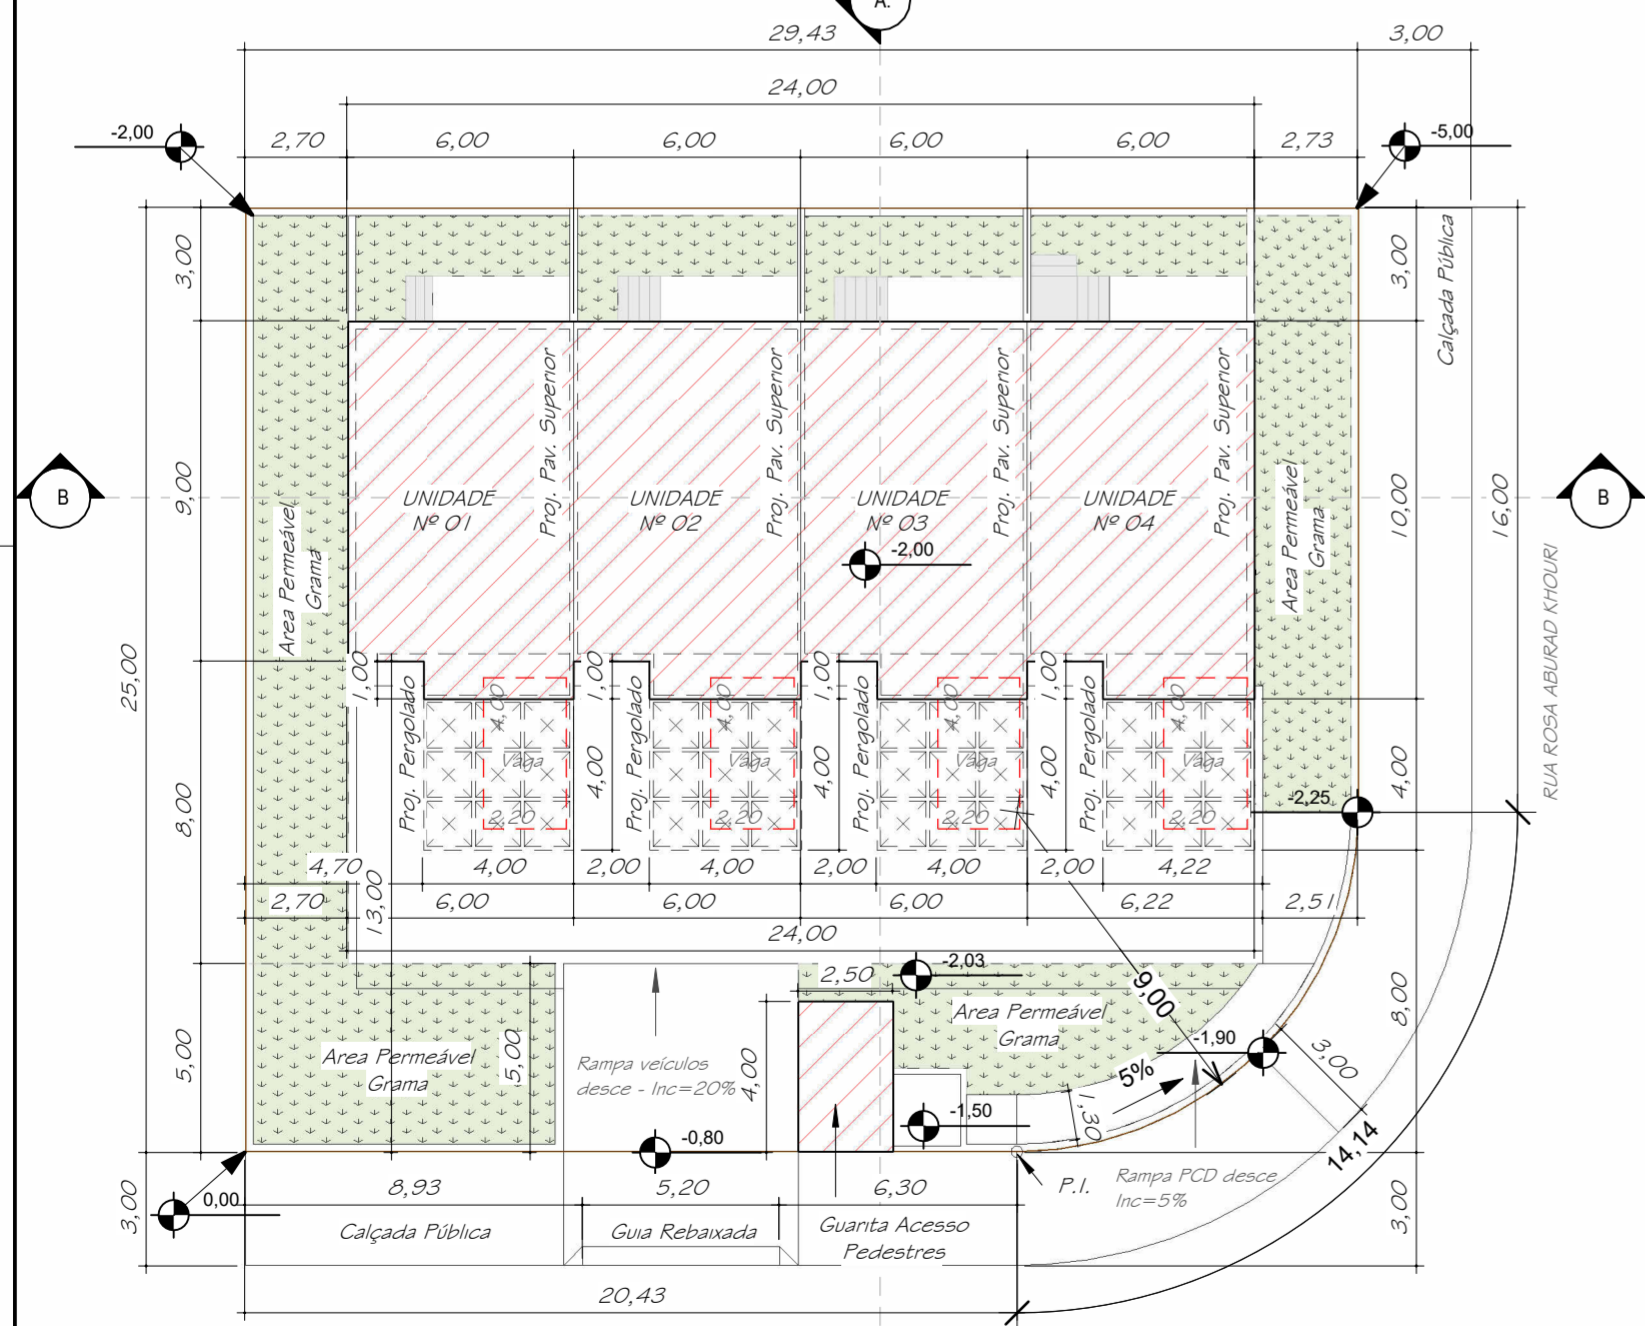 A.
29,43
3,00
24,00
-2,00
2,70
6,00
6,00
6,00
6,00
2,73
-5,00
3,00
3,00
Calçada Pública
9,00
Proj. Pav. Superior
Proj. Pav. Superior
Proj. Pav. Superior
Proj. Pav. Superior
B
UNIDADE
Nº 01
UNIDADE
Nº 02
UNIDADE
Nº 03
UNIDADE
Nº 04
Area Permeável
Grama
Area Permeável
Grama
10,00
16,00
B
-2,00
RUA ROSA ABURAD KHOURI
25,00
1,00
1,00
1,00
1,00
Proj. Pergolado
Proj. Pergolado
Proj. Pergolado
Proj. Pergolado
4,00
4,00
4,00
4,00
Vaga
Vaga
Vaga
Vaga
4,00
4,00
4,00
4,00
-2,25
8,00
2,20
2,20
2,20
2,20
4,70
4,00
2,00
4,00
2,00
4,00
2,00
4,22
2,70
13,00
6,00
6,00
6,00
6,22
2,51
24,00
2,50
-2,03
9,00
8,00
Area Permeável
Grama
5,00
Area Permeável
Grama
5,00
Rampa veículos
desce - Inc=20%
4,00
-1,90
3,00
5%
1,30
-1,50
-0,80
14,14
0,00
8,93
5,20
6,30
P.I.
Rampa PCD desce
Inc=5%
3,00
3,00
Calçada Pública
Guia Rebaixada
Guarita Acesso
Pedestres
20,43